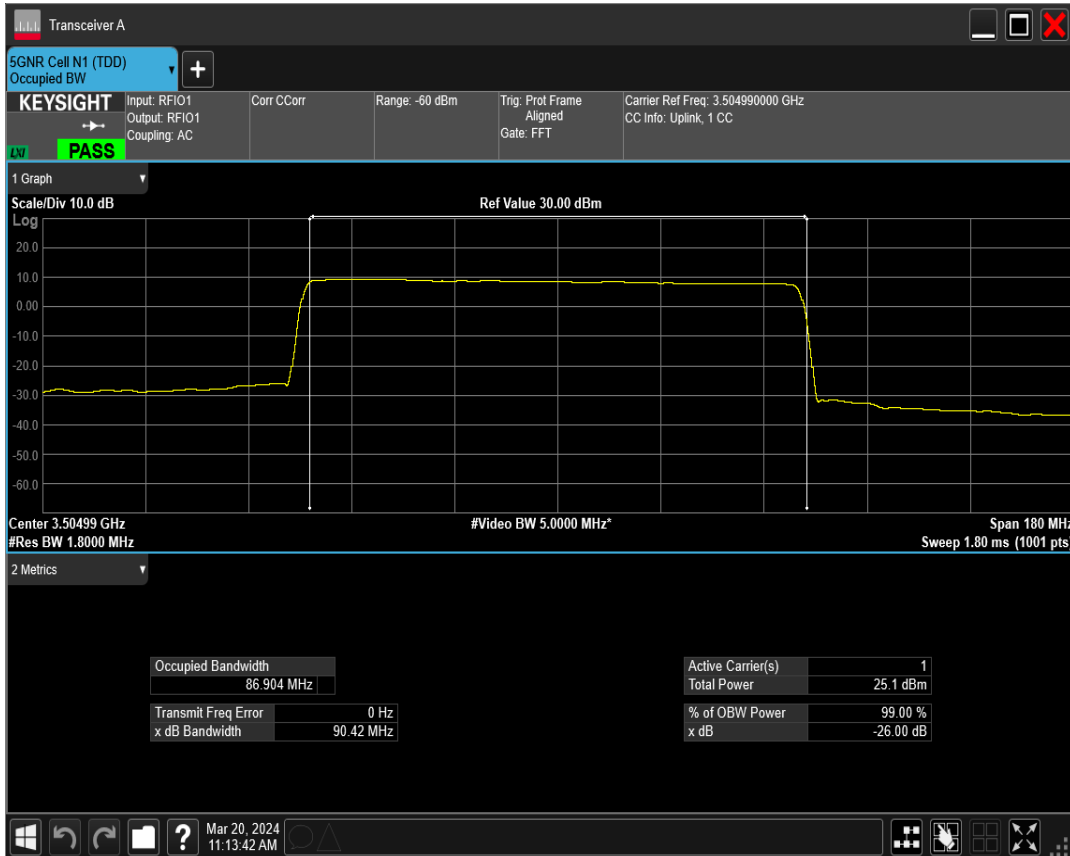 Transceiver A
5GNR Cell N1 (TDD)
Occupied BW
+
KEYSIGHT
LXI
PASS
Input: RFIO1
Output: RFIO1
Coupling: AC
Corr CCorr
Range: -60 dBm
Trig: Prot Frame
Aligned
Gate: FFT
Carrier Ref Freq: 3.504990000 GHz
CC Info: Uplink, 1 CC
1 Graph
Scale/Div 10.0 dB
Ref Value 30.00 dBm
Log
20.0
10.0
0.00
-10.0
-20.0
-30.0
-40.0
-50.0
-60.0
Center 3.50499 GHz
#Video BW 5.0000 MHz*
Span 180 MHz
#Res BW 1.8000 MHz
Sweep 1.80 ms (1001 pts)
2 Metrics
Occupied Bandwidth
86.904 MHz
Transmit Freq Error 0 Hz
x dB Bandwidth 90.42 MHz
Active Carrier(s) 1
Total Power 25.1 dBm
% of OBW Power 99.00 %
x dB -26.00 dB
?
Mar 20, 2024
11:13:42 AM